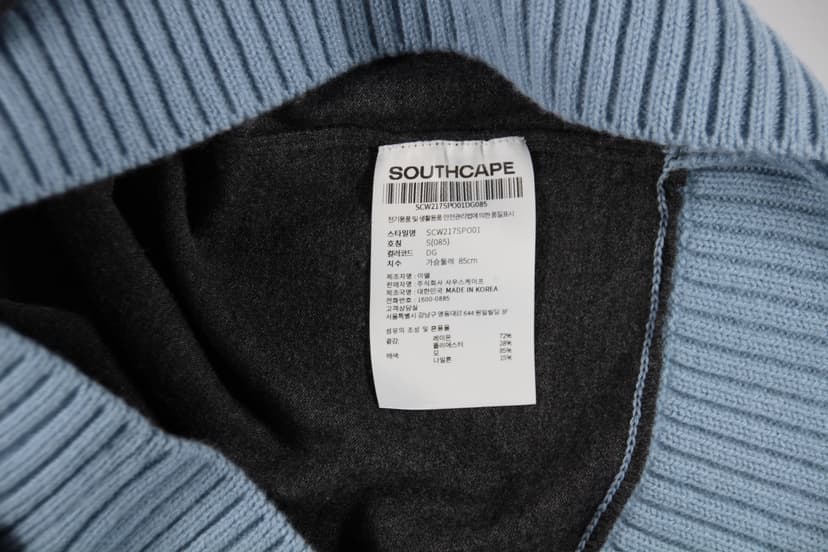 SOUTHCAPE
SCW217SPO01DG085
전기용품 및 생활용품 안전관리법에 의한 품질표시
스타일명 SCW217SPO01
호칭 S(085)
컬러코드 DG
치수 가슴둘레 85cm
제조자명 : 이델
판매자명 : 주식회사 사우스케이프
제조국명 : 대한민국 MADE IN KOREA
전화번호 : 1600-0885
고객상담실
서울특별시 강남구 영동대로 644 원일빌딩 5F
섬유의 조성 및 혼용율
겉감 레이온 72%
폴리에스터 28%
배색 모 85%
나일론 15%